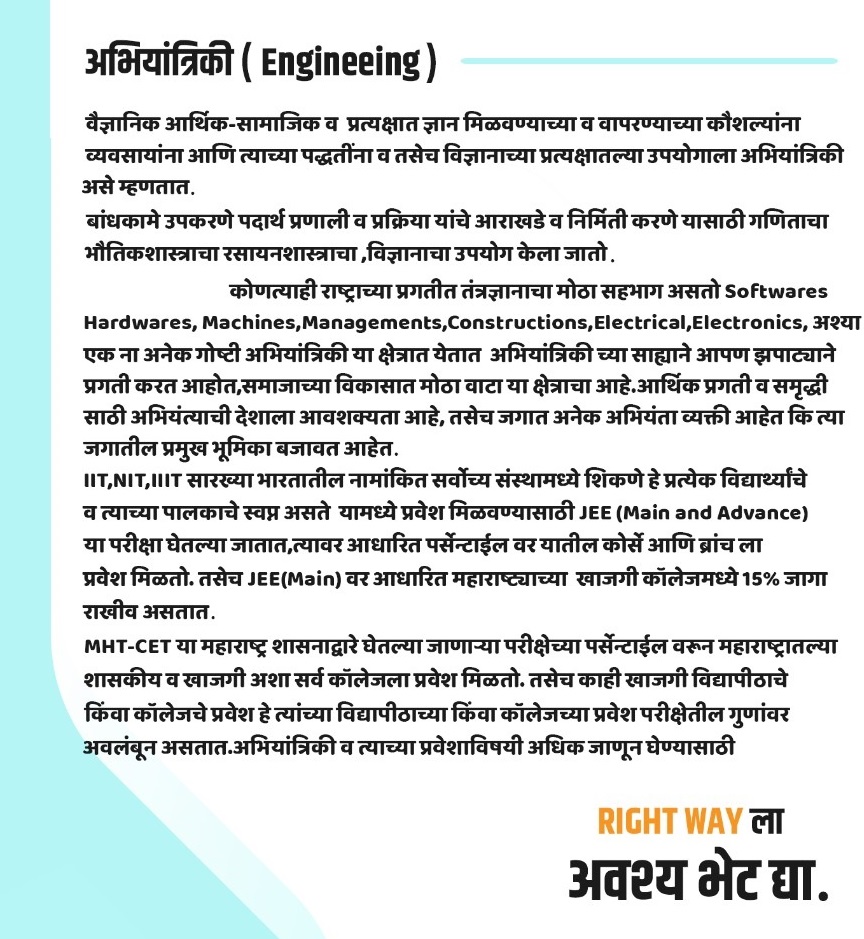 अभियांत्रिकी ( Engineeing )
वैज्ञानिक आर्थिक-सामाजिक व प्रत्यक्षात ज्ञान मिळवण्याच्या व वापरण्याच्या कौशल्यांना
व्यवसायांना आणि त्याच्या पद्धतींना व तसेच विज्ञानाच्या प्रत्यक्षातल्या उपयोगाला अभियांत्रिकी
असे म्हणतात.
बांधकामे उपकरणे पदार्थ प्रणाली व प्रक्रिया यांचे आराखडे व निर्मिती करणे यासाठी गणिताचा
भौतिकशास्त्राचा रसायनशास्त्राचा ,विज्ञानाचा उपयोग केला जातो.
कोणत्याही राष्ट्राच्या प्रगतीत तंत्रज्ञानाचा मोठा सहभाग असतो Softwares
Hardwares, Machines,Managements,Constructions,Electrical,Electronics, अश्या
एक ना अनेक गोष्टी अभियांत्रिकी या क्षेत्रात येतात अभियांत्रिकी च्या साह्याने आपण झपाट्याने
प्रगती करत आहोत,समाजाच्या विकासात मोठा वाटा या क्षेत्राचा आहे.आर्थिक प्रगती व समृद्धी
साठी अभियंत्याची देशाला आवशक्यता आहे, तसेच जगात अनेक अभियंता व्यक्ती आहेत कि त्या
जगातील प्रमुख भूमिका बजावत आहेत.
IIT,NIT,IIIT सारख्या भारतातील नामांकित सर्वोच्य संस्थामध्ये शिकणे हे प्रत्येक विद्यार्थ्यांचे
व त्याच्या पालकाचे स्वप्न असते यामध्ये प्रवेश मिळवण्यासाठी JEE (Main and Advance)
या परीक्षा घेतल्या जातात,त्यावर आधारित पर्सेन्टाईल वर यातील कोर्से आणि ब्रांच ला
प्रवेश मिळतो. तसेच JEE(Main) वर आधारित महाराष्ट्याच्या खाजगी कॉलेजमध्ये 15% जागा
राखीव असतात.
MHT-CET या महाराष्ट्र शासनाद्वारे घेतल्या जाणाऱ्या परीक्षेच्या पर्सेन्टाईल वरून महाराष्ट्रातल्या
शासकीय व खाजगी अशा सर्व कॉलेजला प्रवेश मिळतो. तसेच काही खाजगी विद्यापीठाचे
किंवा कॉलेजचे प्रवेश हे त्यांच्या विद्यापीठाच्या किंवा कॉलेजच्या प्रवेश परीक्षेतील गुणांवर
अवलंबून असतात.अभियांत्रिकी व त्याच्या प्रवेशाविषयी अधिक जाणून घेण्यासाठी
RIGHT WAY ला
अवश्य भेट द्या.